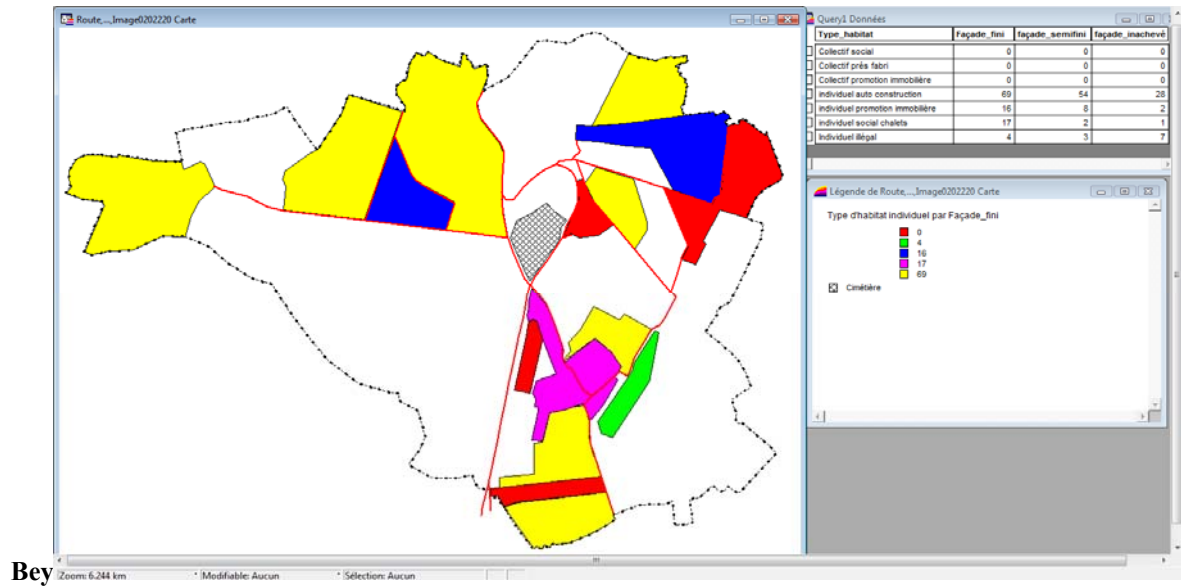 Route,...,Image0202220 Carte
Query1 Données
Type_habitat Façade_fini façade_semifini façade_inachevé
Collectif social 0 0 0
Collectif près fabri 0 0 0
Collectif promotion immobilière 0 0 0
individuel auto construction 69 54 28
individuel promotion immobilière 16 8 2
individuel social chalets 17 2 1
Individuel illégal 4 3 7
Légende de Route,...,Image0202220 Carte
Type d'habitat individuel par Façade_fini
0
4
16
17
69
Cimétière
Bey
Zoom: 6.244 km Modifiable: Aucun Sélection: Aucun